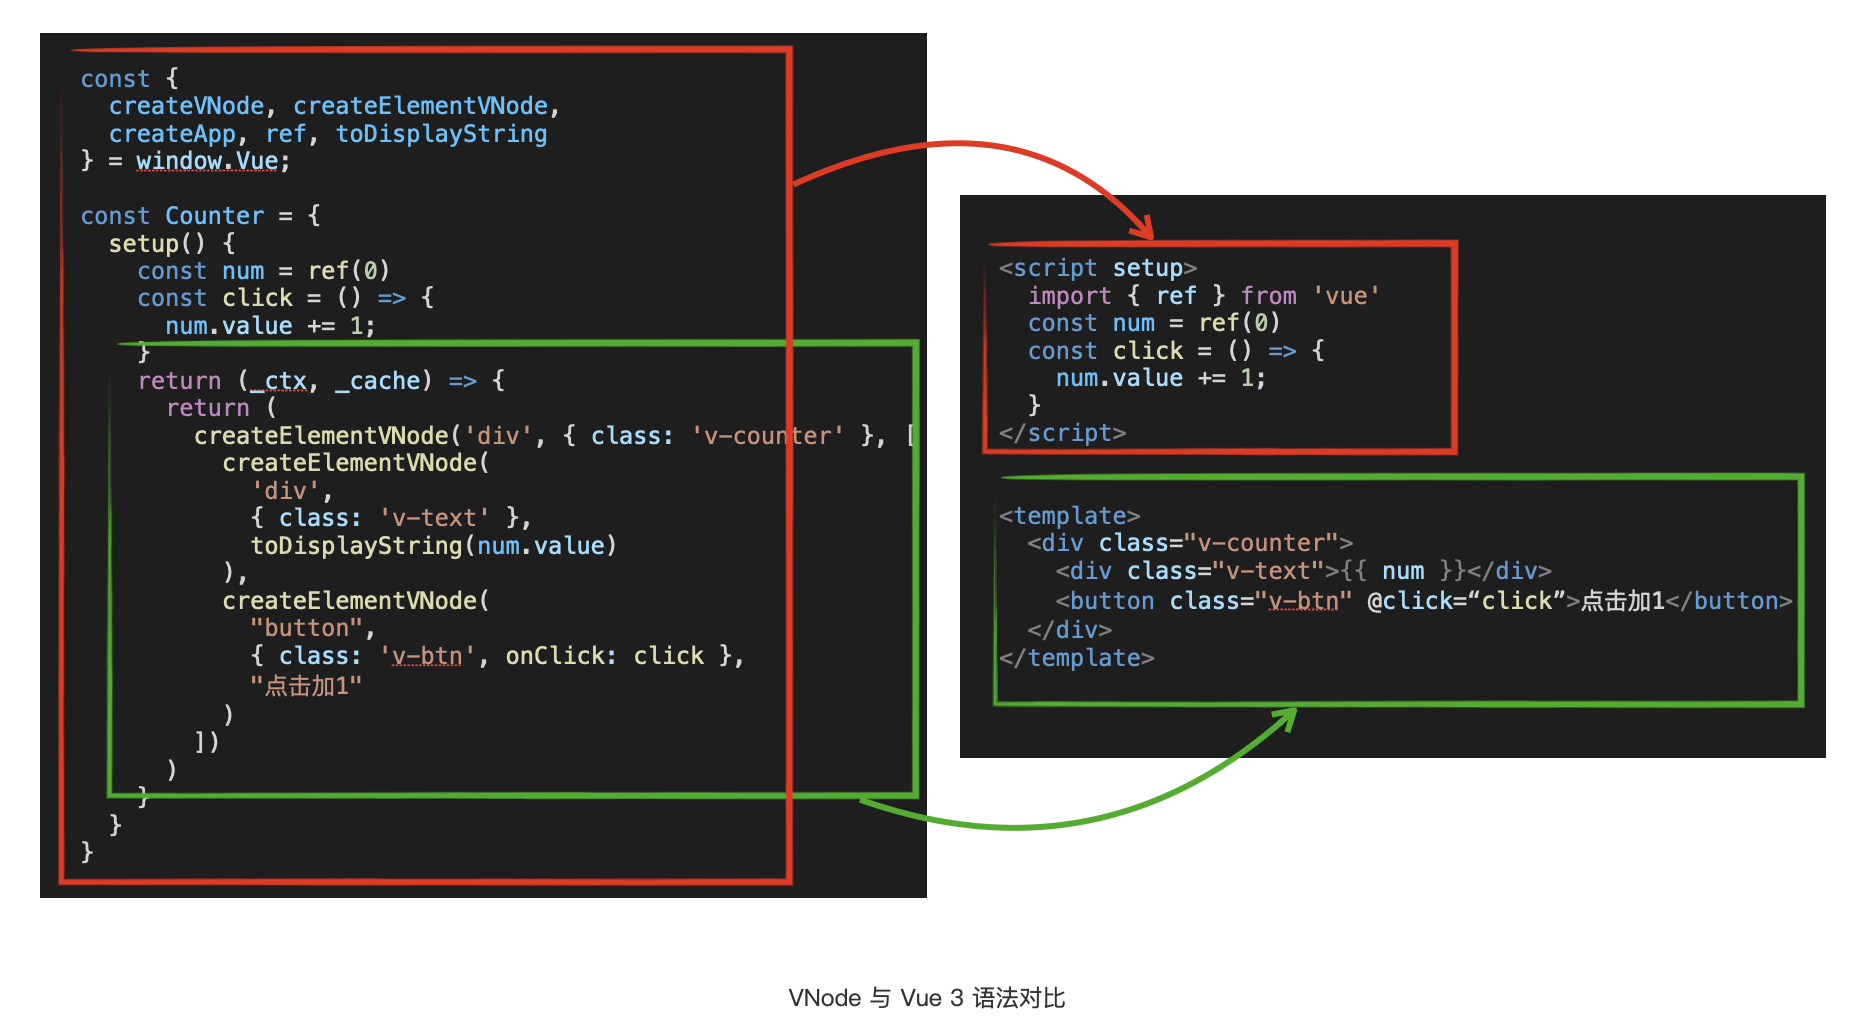 const {
  createVNode, createElementVNode,
  createApp, ref, toDisplayString
} = window.Vue;

const Counter = {
  setup() {
    const num = ref(0)
    const click = () => {
      num.value += 1;
    }
    return (_ctx, _cache) => {
      return (
        createElementVNode('div', { class: 'v-counter' }, [
          createElementVNode(
            'div',
            { class: 'v-text' },
            toDisplayString(num.value)
          ),
          createElementVNode(
            "button",
            { class: 'v-btn', onClick: click },
            "点击加1"
          )
        ])
      )
    }
  }
}
<script setup>
  import { ref } from 'vue'
  const num = ref(0)
  const click = () => {
    num.value += 1;
  }
</script>

<template>
  <div class="v-counter">
    <div class="v-text">{{ num }}</div>
    <button class="v-btn" @click=“click”>点击加1</button>
  </div>
</template>
VNode 与 Vue 3 语法对比